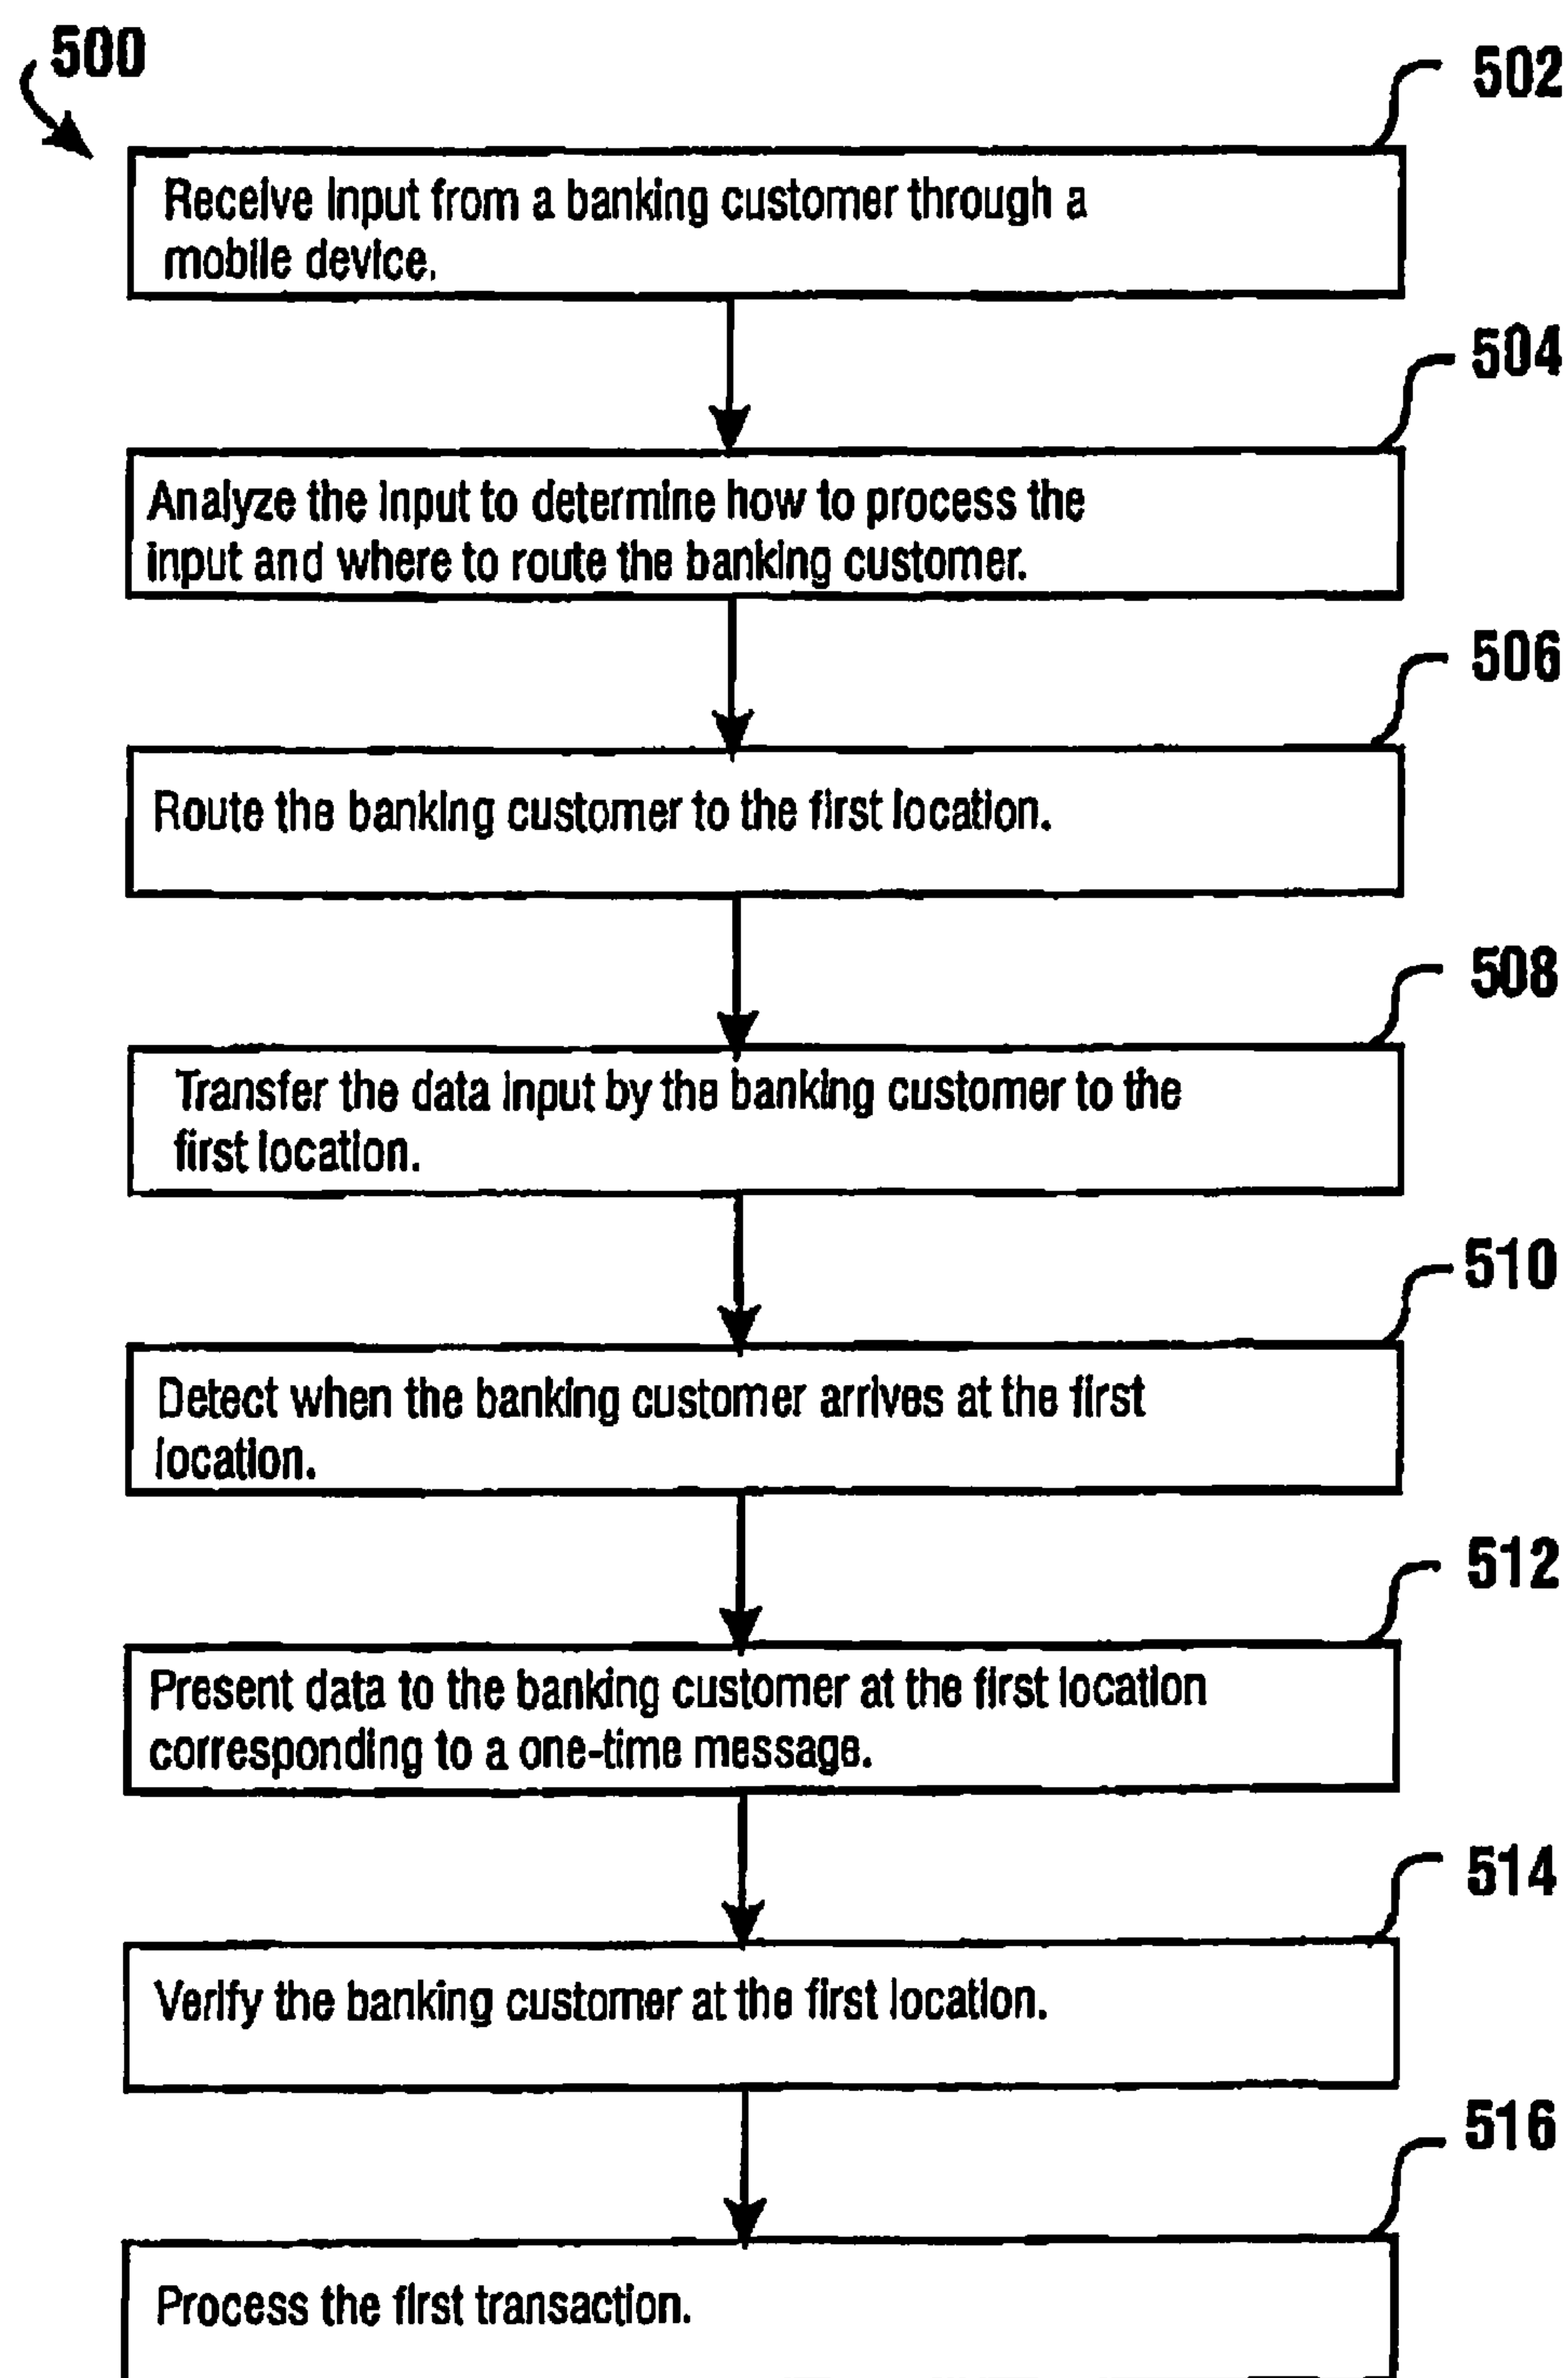 500
502
Receive input from a banking customer through a
mobile device.
504
Analyze the input to determine how to process the
input and where to route the banking customer.
506
Route the banking customer to the first location.
508
Transfer the data input by the banking customer to the
first location.
510
Detect when the banking customer arrives at the first
location.
512
Present data to the banking customer at the first location
corresponding to a one-time message.
514
Verify the banking customer at the first location.
516
Process the first transaction.